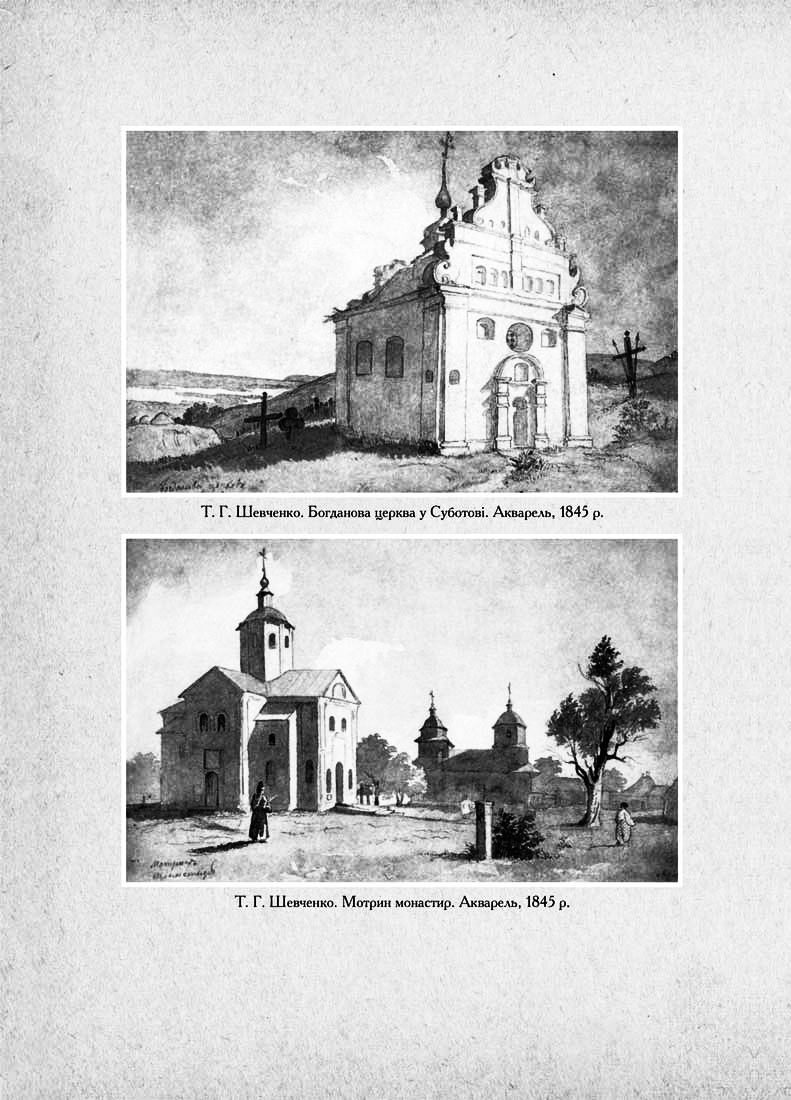 Т. Г. Шевченко. Богданова церква у Суботові. Акварель, 1845 р.
Т. Г. Шевченко. Мотрин монастир. Акварель, 1845 р.